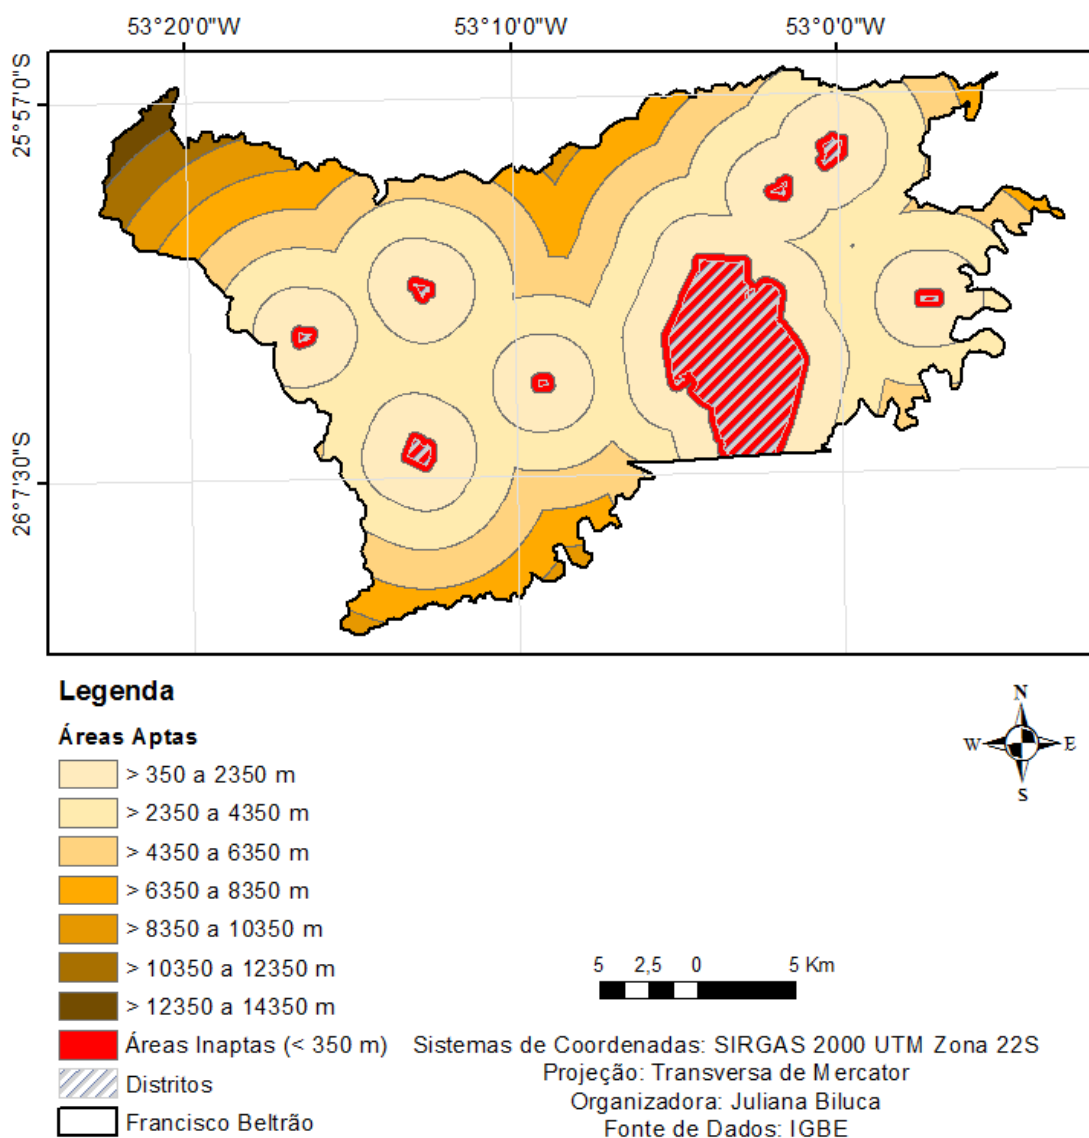 53°20'0"W 53°10'0"W 53°0'0"W
25°57'0"S
26°7'30"S
Legenda
Áreas Aptas
> 350 a 2350 m
> 2350 a 4350 m
> 4350 a 6350 m
> 6350 a 8350 m
> 8350 a 10350 m
> 10350 a 12350 m
> 12350 a 14350 m
Áreas Inaptas (< 350 m)
Distritos
Francisco Beltrão
N
W E
S
5 2,5 0 5 Km
Sistemas de Coordenadas: SIRGAS 2000 UTM Zona 22S
Projeção: Transversa de Mercator
Organizadora: Juliana Biluca
Fonte de Dados: IGBE